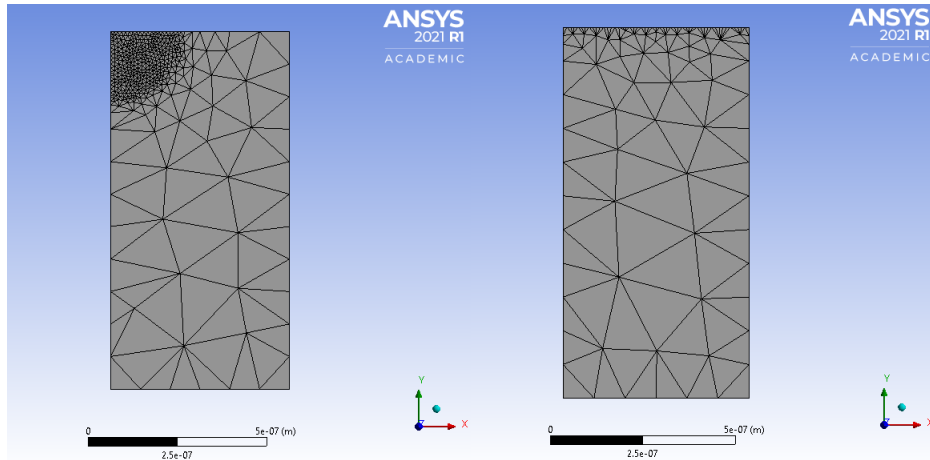 ANSYS
2021 R1
ACADEMIC
Y
X
Z
0
5e-07 (m)
2.5e-07
ANSYS
2021 R1
ACADEMIC
Y
X
Z
0
5e-07 (m)
2.5e-07